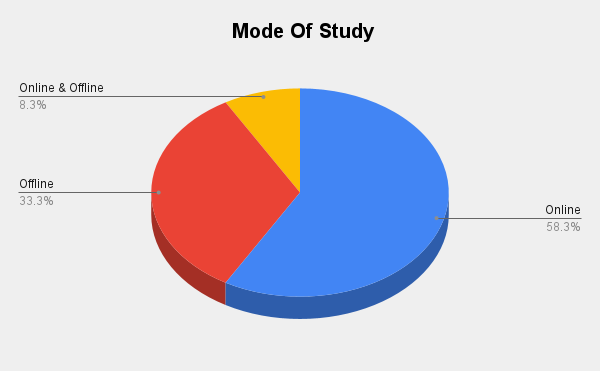 Mode Of Study
Online & Offline
8.3%
Offline
33.3%
Online
58.3%